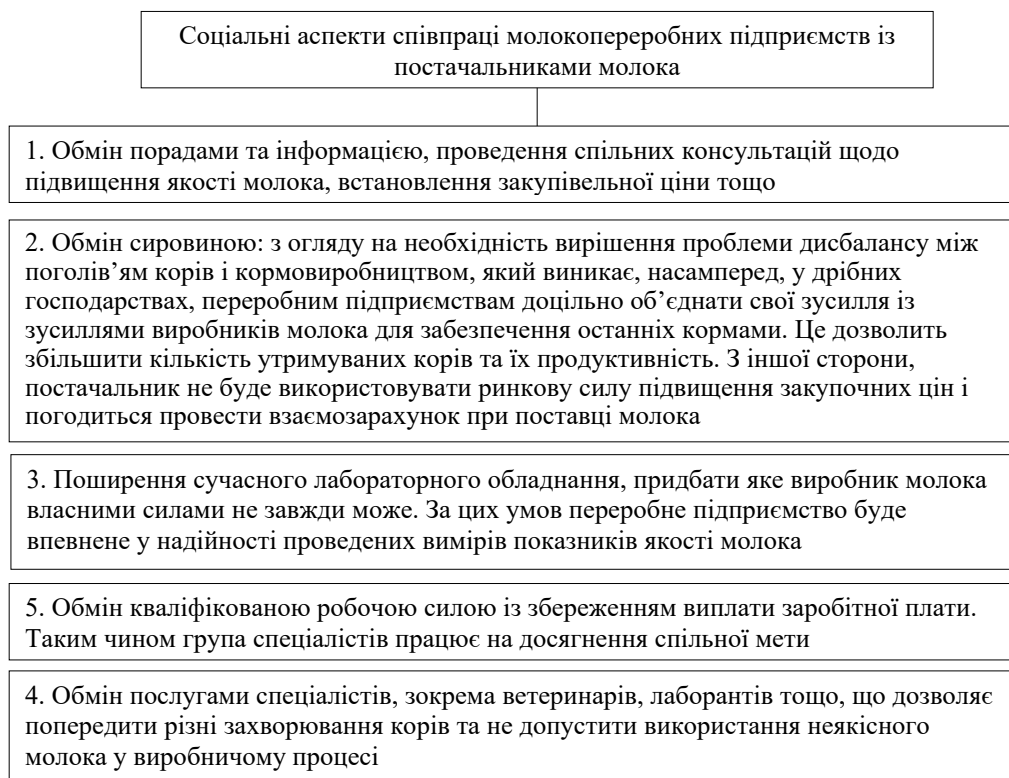 Соціальні аспекти співпраці молокопереробних підприємств із
постачальниками молока
1. Обмін порадами та інформацією, проведення спільних консультацій щодо
підвищення якості молока, встановлення закупівельної ціни тощо
2. Обмін сировиною: з огляду на необхідність вирішення проблеми дисбалансу між
поголів’ям корів і кормовиробництвом, який виникає, насамперед, у дрібних
господарствах, переробним підприємствам доцільно об’єднати свої зусилля із
зусиллями виробників молока для забезпечення останніх кормами. Це дозволить
збільшити кількість утримуваних корів та їх продуктивність. З іншої сторони,
постачальник не буде використовувати ринкову силу підвищення закупочних цін і
погодиться провести взаємозарахунок при поставці молока
3. Поширення сучасного лабораторного обладнання, придбати яке виробник молока
власними силами не завжди може. За цих умов переробне підприємство буде
впевнене у надійності проведених вимірів показників якості молока
5. Обмін кваліфікованою робочою силою із збереженням виплати заробітної плати.
Таким чином група спеціалістів працює на досягнення спільної мети
4. Обмін послугами спеціалістів, зокрема ветеринарів, лаборантів тощо, що дозволяє
попередити різні захворювання корів та не допустити використання неякісного
молока у виробничому процесі